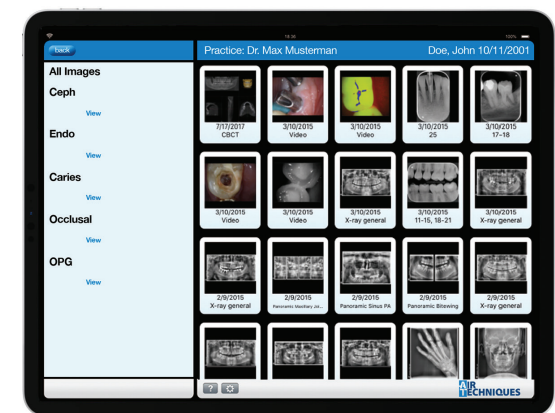 18:36
100%
back
Practice: Dr. Max Musterman
Doe, John 10/11/2001
All Images
Ceph
View
Endo
View
Caries
View
Occlusal
View
OPG
View
7/17/2017
CBCT
3/10/2015
Video
3/10/2015
Video
3/10/2015
25
3/10/2015
17-18
3/10/2015
Video
3/10/2015
Video
3/10/2015
X-ray general
3/10/2015
11-15, 18-21
3/10/2015
X-ray general
2/9/2015
X-ray general
2/9/2015
Panoramic Maxillary
2/9/2015
Panoramic Sinus PA
2/9/2015
Panoramic Bitewing
2/9/2015
X-ray general
?
AIR
TECHNIQUES